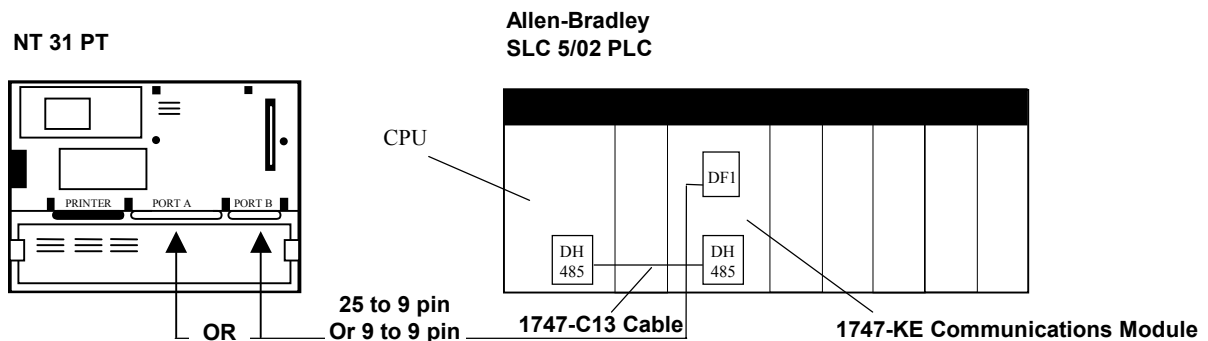 NT 31 PT
Allen-Bradley
SLC 5/02 PLC
CPU
DF1
PRINTER
PORT A
PORT B
DH
485
DH
485
OR
25 to 9 pin
Or 9 to 9 pin
1747-C13 Cable
1747-KE Communications Module